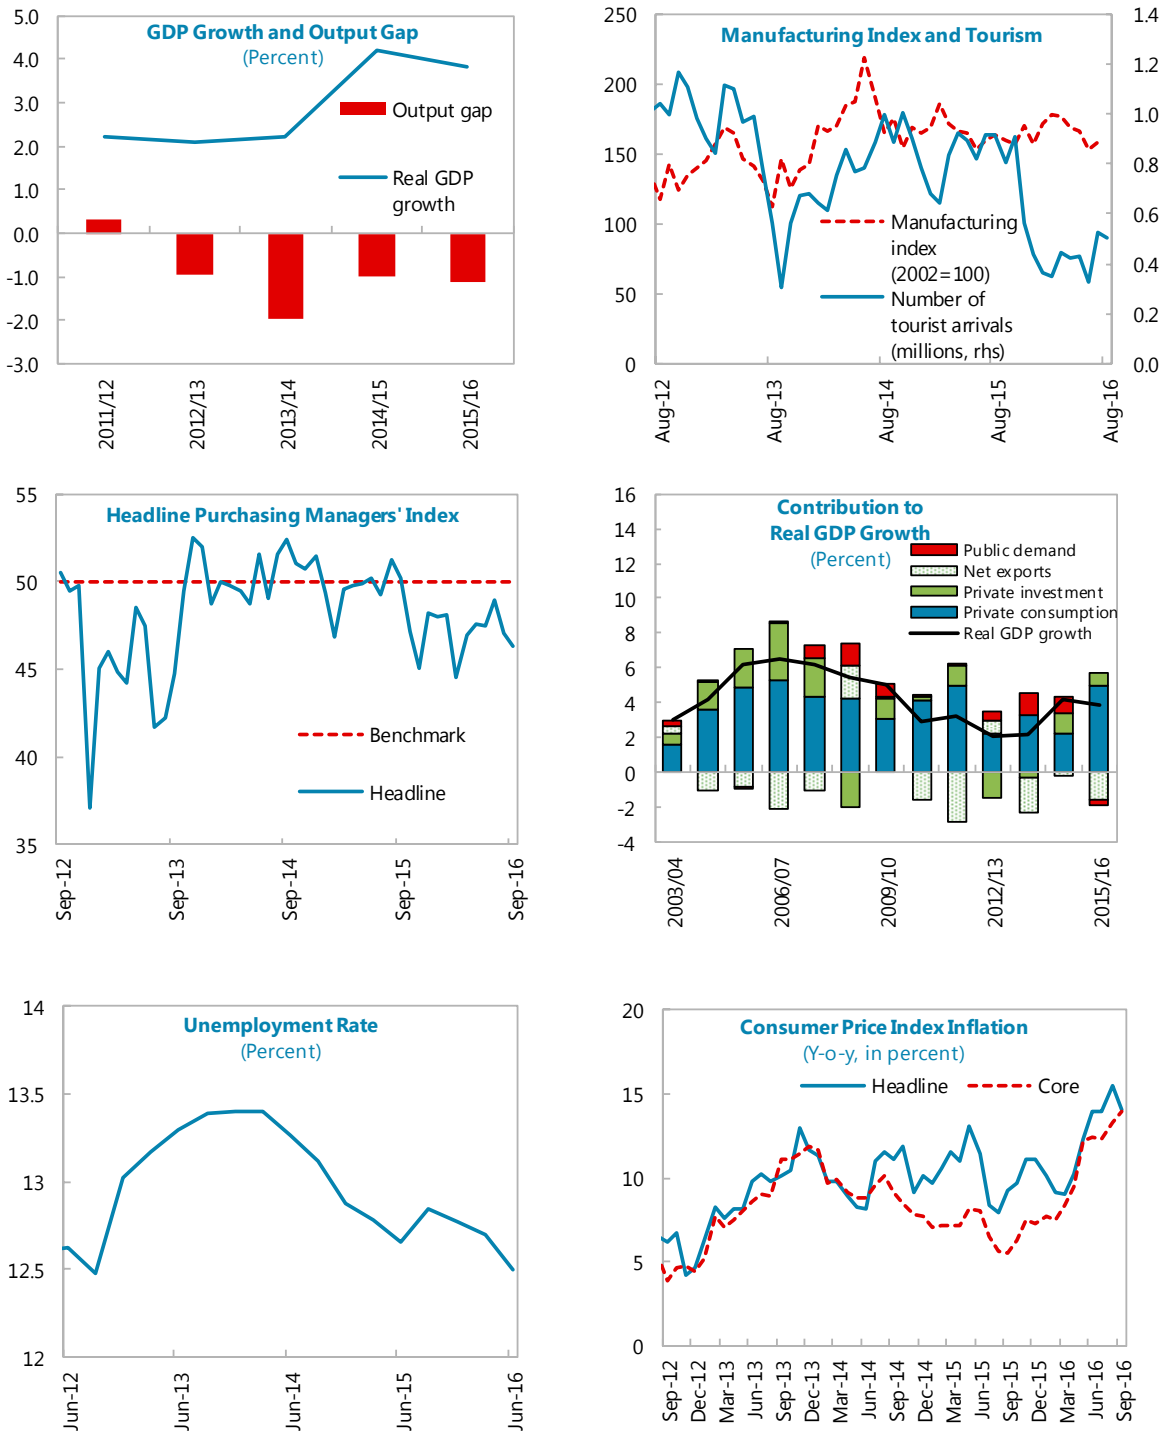 GDP Growth and Output Gap
(Percent)
5.0
4.0
3.0
2.0
1.0
0.0
-1.0
-2.0
-3.0
Output gap
Real GDP
growth
2011/12
2012/13
2013/14
2014/15
2015/16
Manufacturing Index and Tourism
250
200
150
100
50
0
1.4
1.2
1.0
0.8
0.6
0.4
0.2
0.0
Manufacturing
index
(2002=100)
Number of
tourist arrivals
(millions, rhs)
Aug-12
Aug-13
Aug-14
Aug-15
Aug-16
Headline Purchasing Managers' Index
55
50
45
40
35
Benchmark
Headline
Sep-12
Sep-13
Sep-14
Sep-15
Sep-16
Contribution to
Real GDP Growth
(Percent)
16
14
12
10
8
6
4
2
0
-2
-4
Public demand
Net exports
Private investment
Private consumption
Real GDP growth
2003/04
2006/07
2009/10
2012/13
2015/16
Unemployment Rate
(Percent)
14
13.5
13
12.5
12
Jun-12
Jun-13
Jun-14
Jun-15
Jun-16
Consumer Price Index Inflation
(Y-o-y, in percent)
20
15
10
5
0
Headline
Core
Sep-12
Dec-12
Mar-13
Jun-13
Sep-13
Dec-13
Mar-14
Jun-14
Sep-14
Dec-14
Mar-15
Jun-15
Sep-15
Dec-15
Mar-16
Jun-16
Sep-16